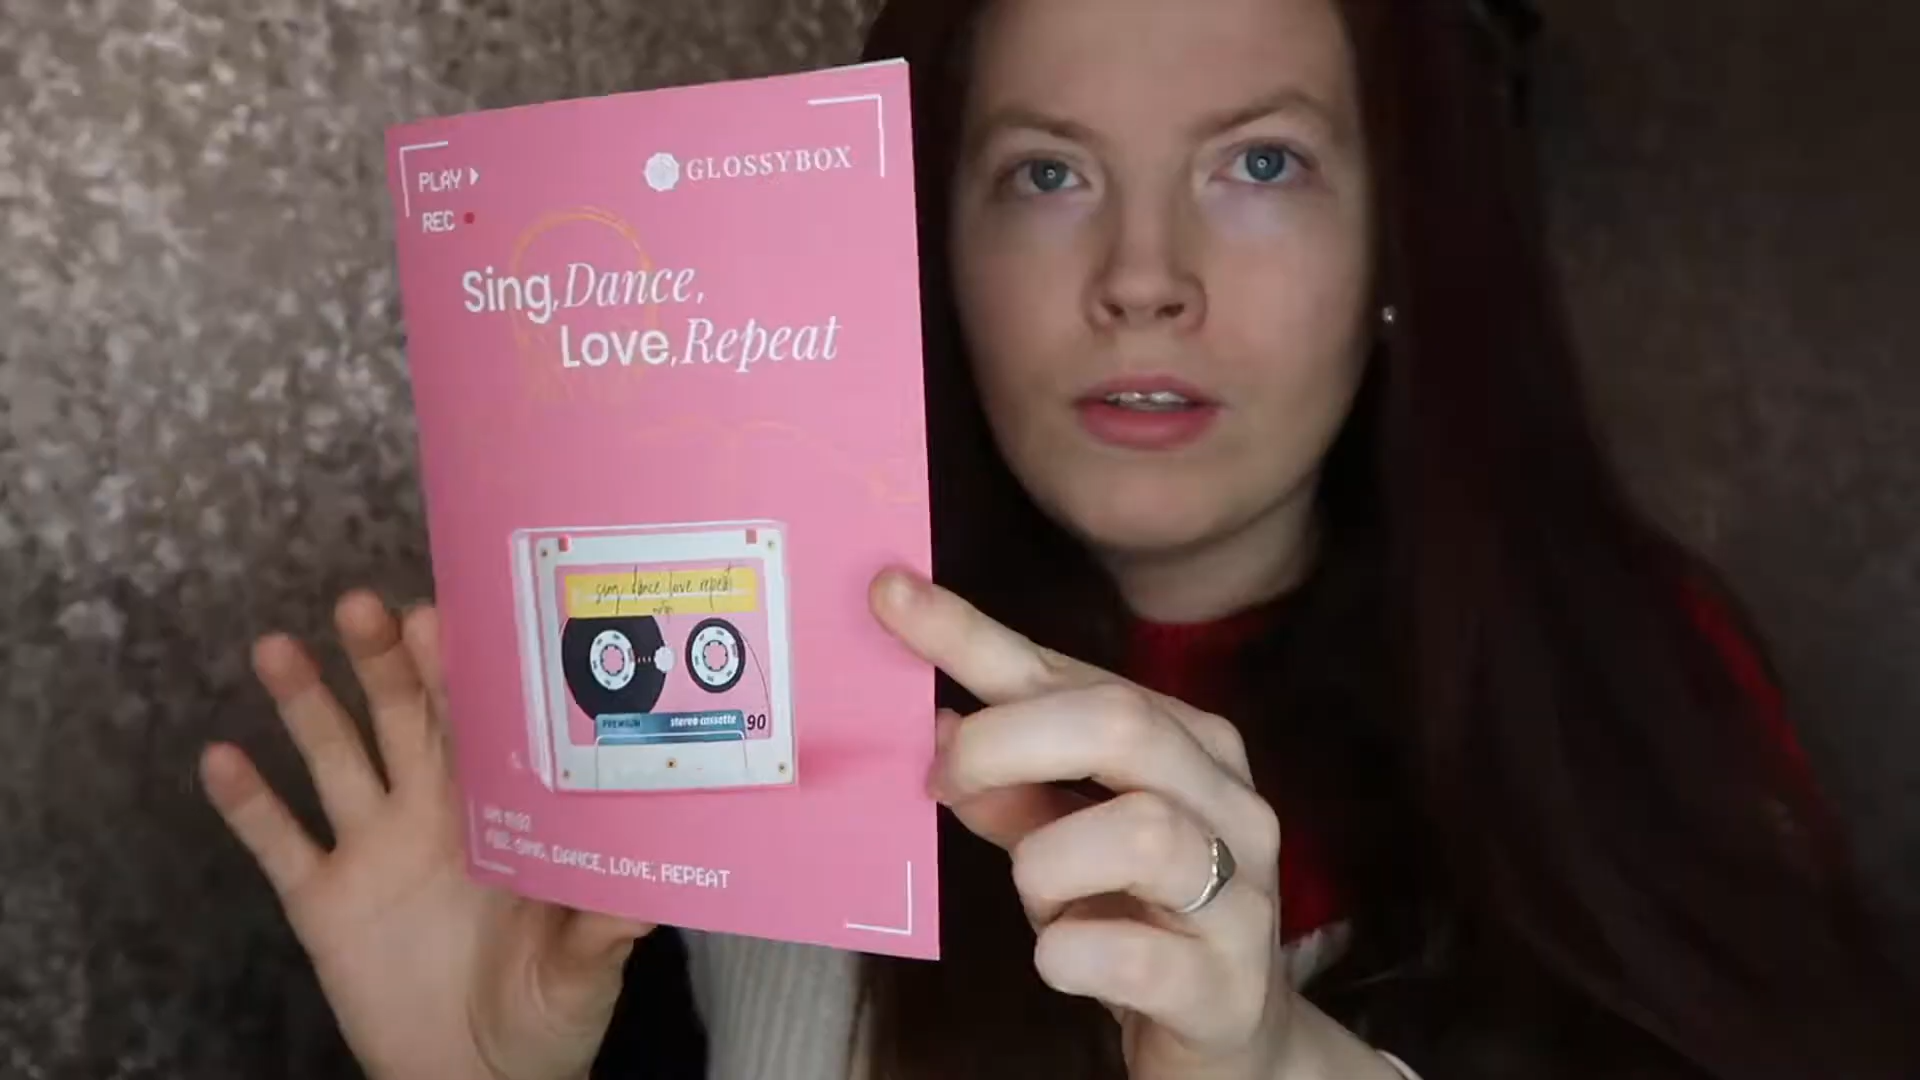 PLAY
GLOSSYBOX
REC
Sing, Dance,
Love, Repeat
sing dance love repeat
PREMIUM stereo cassette 90
SING, DANCE, LOVE, REPEAT